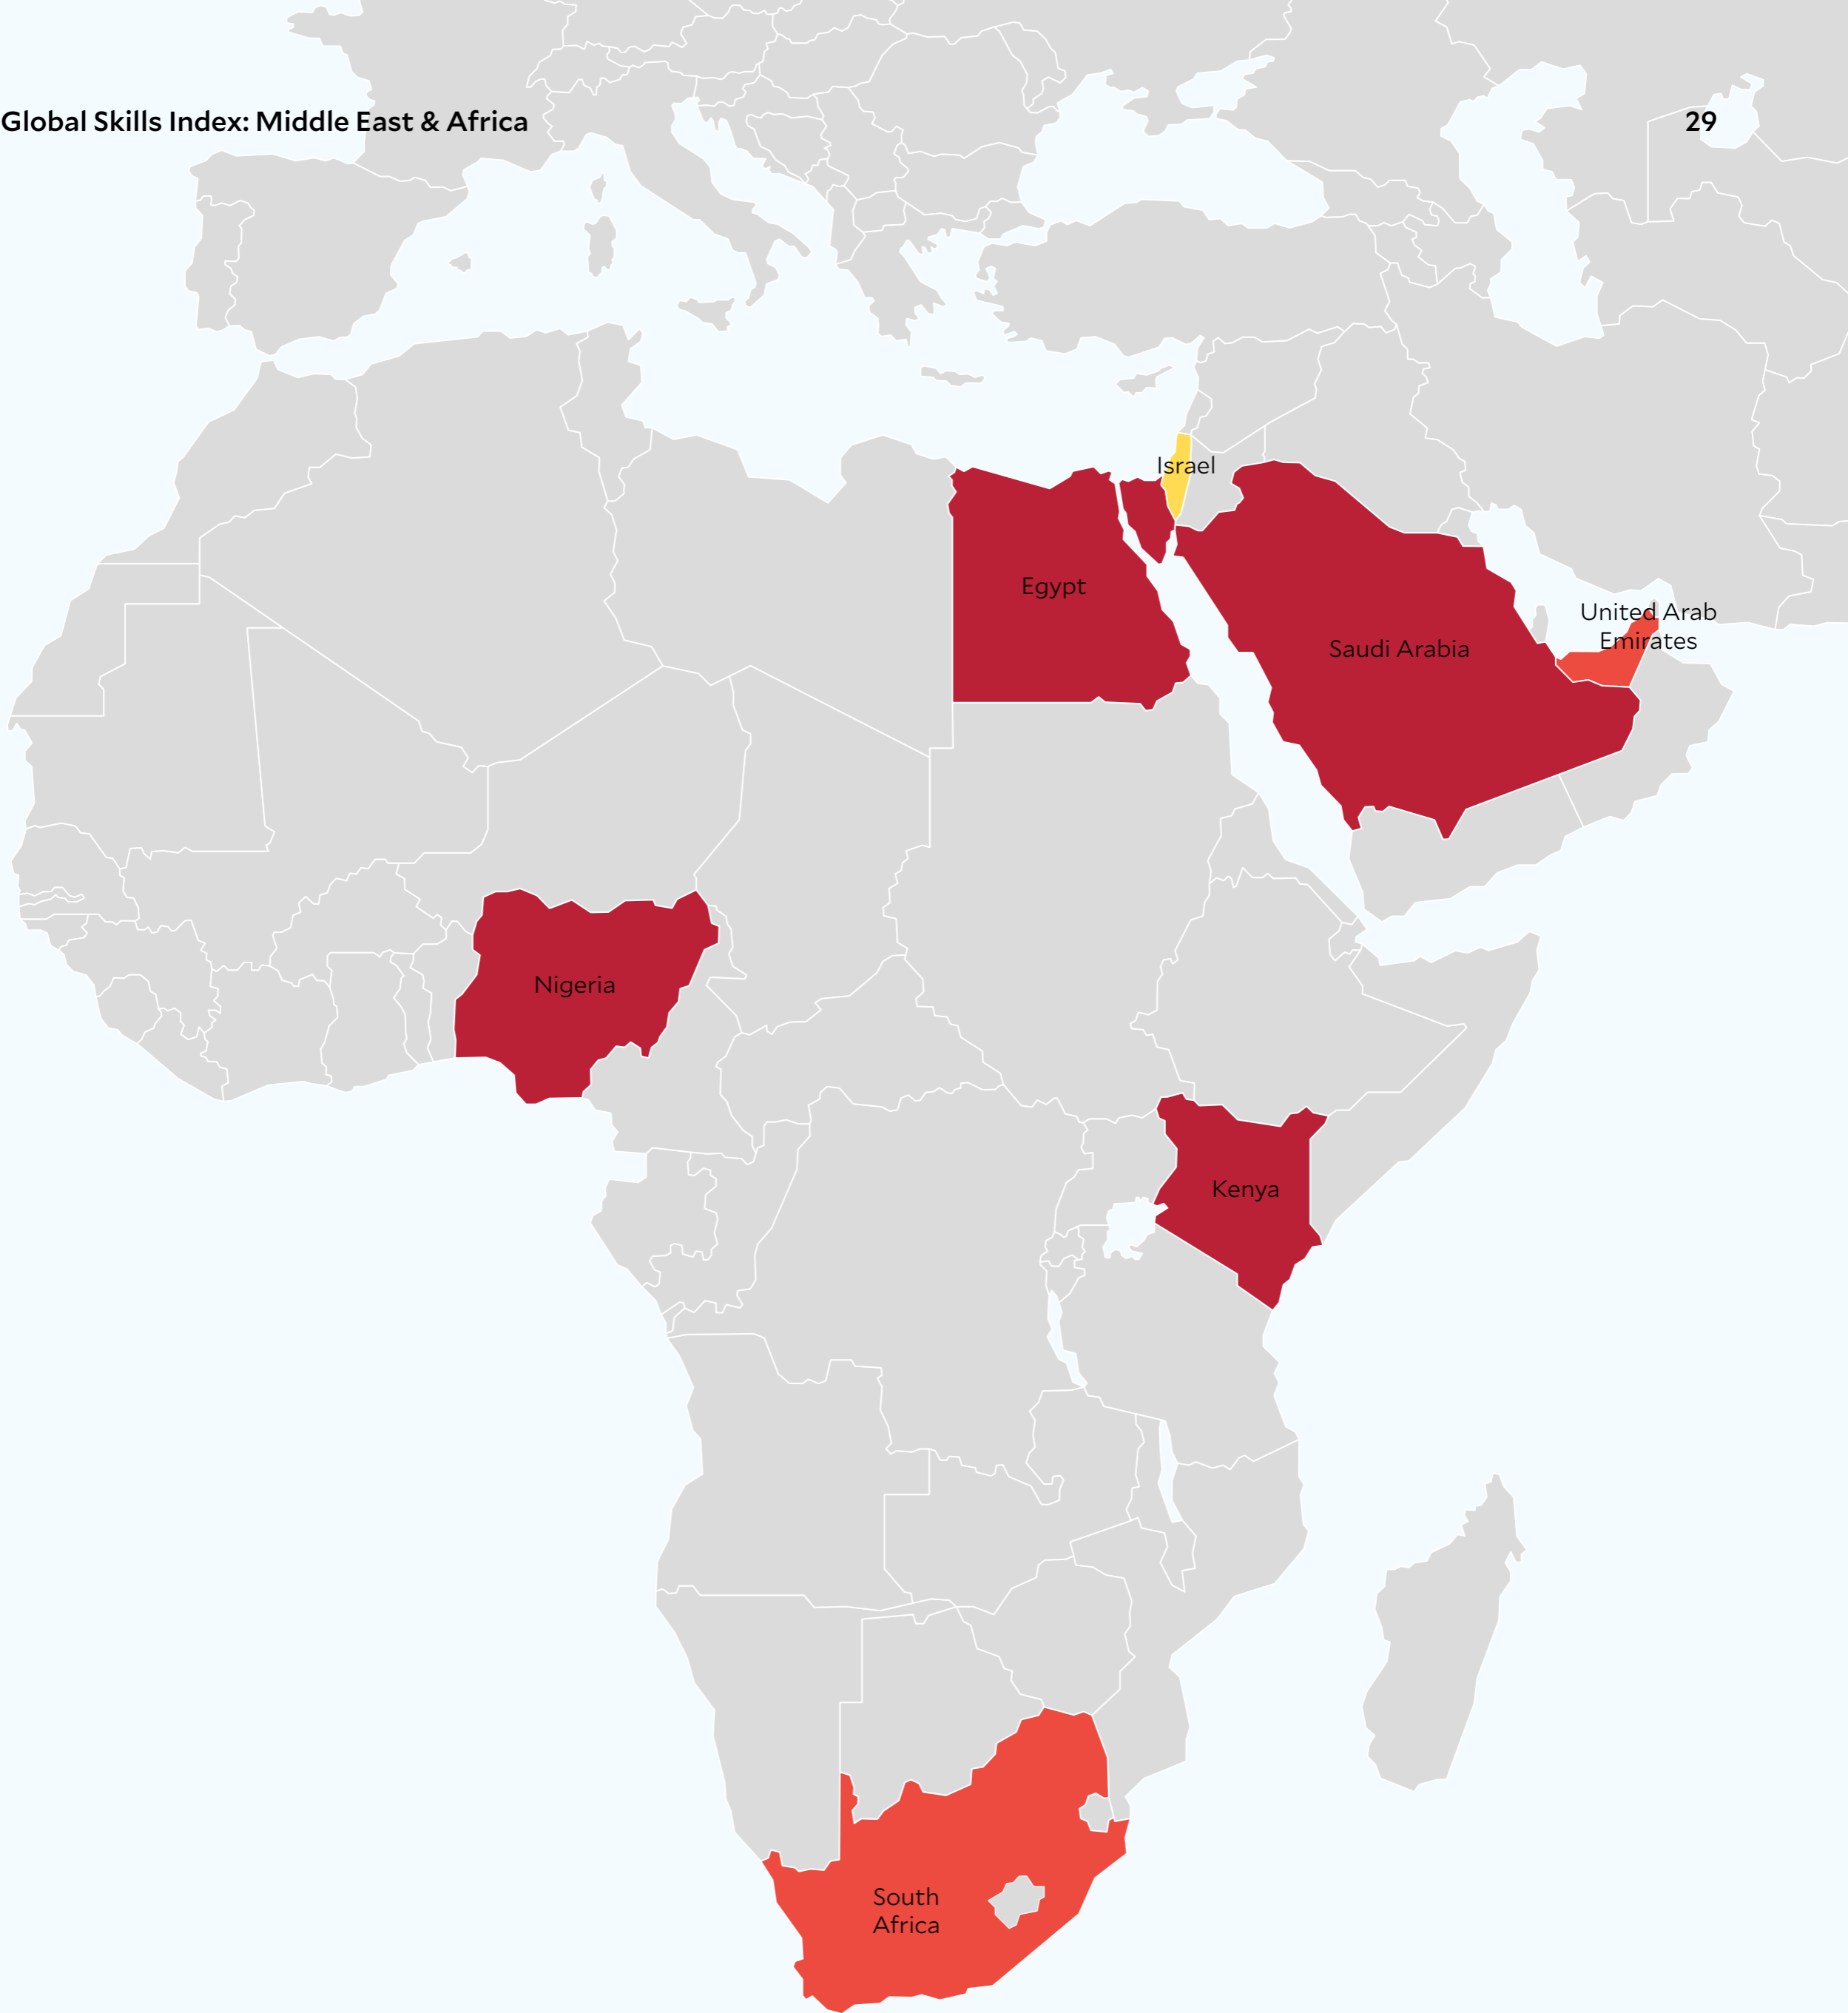 Global Skills Index: Middle East & Africa
29
Israel
Egypt
United Arab
Emirates
Saudi Arabia
Nigeria
Kenya
South
Africa